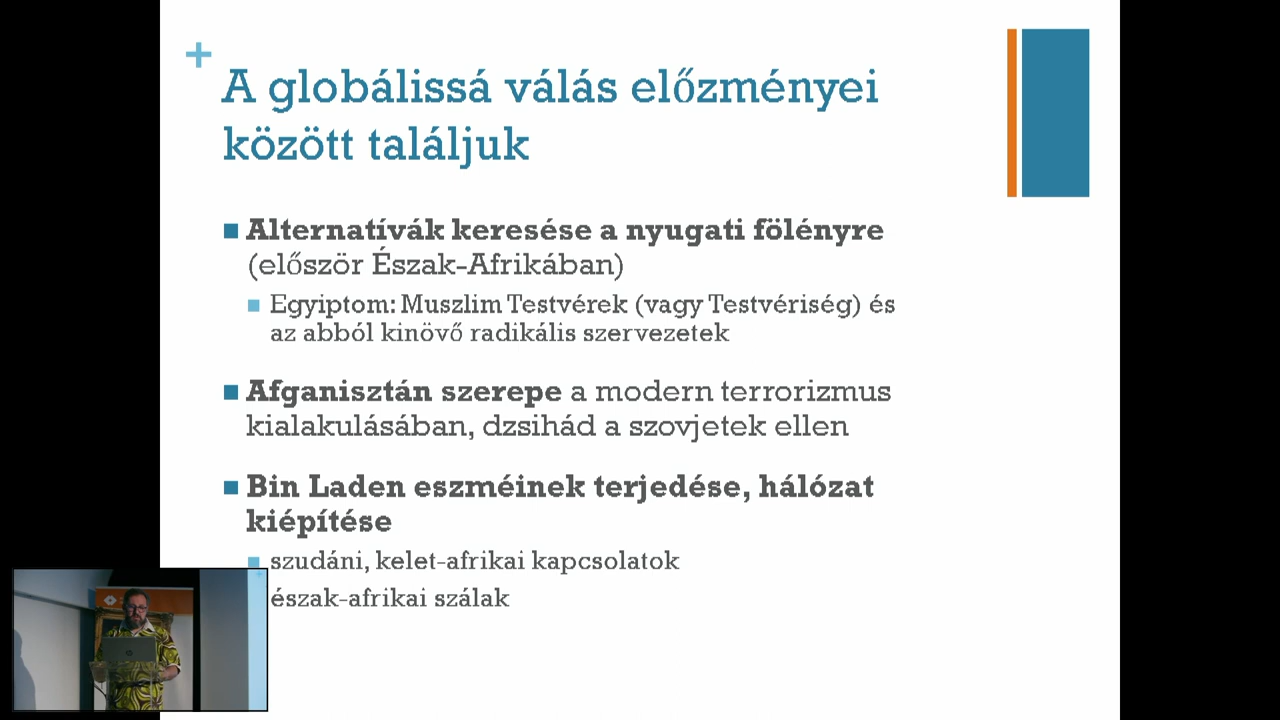 A globálissá válás előzményei
között találjuk
Alternatívák keresése a nyugati fölényre
(először Észak-Afrikában)
Egyiptom: Muszlim Testvérek (vagy Testvériség) és
az abból kinövő radikális szervezetek
Afganisztán szerepe a modern terrorizmus
kialakulásában, dzsihád a szovjetek ellen
Bin Laden eszméinek terjedése, hálózat
kiépítése
szudáni, kelet-afrikai kapcsolatok
észak-afrikai szálak